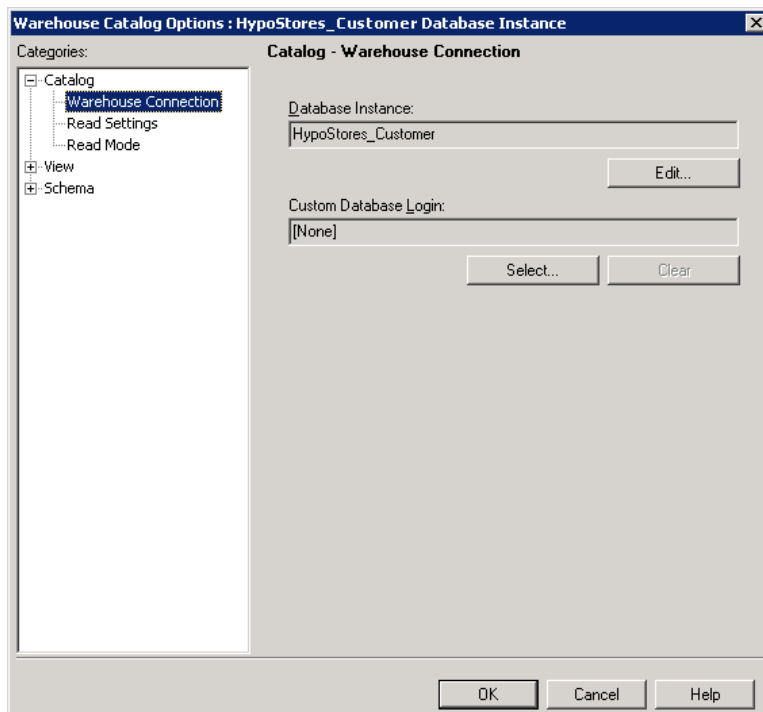 Warehouse Catalog Options : HypoStores_Customer Database Instance
Categories:
Catalog
Warehouse Connection
Read Settings
Read Mode
View
Schema
Catalog - Warehouse Connection
Database Instance:
HypoStores_Customer
Edit...
Custom Database Login:
[None]
Select...
Clear
OK
Cancel
Help